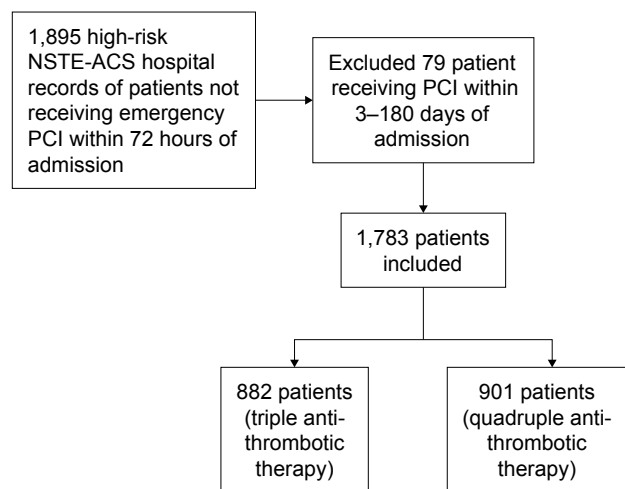 1,895 high-risk
NSTE-ACS hospital
records of patients not
receiving emergency
PCI within 72 hours of
admission
Excluded 79 patient
receiving PCI within
3–180 days of
admission
1,783 patients
included
882 patients
(triple anti-
thrombotic
therapy)
901 patients
(quadruple anti-
thrombotic
therapy)